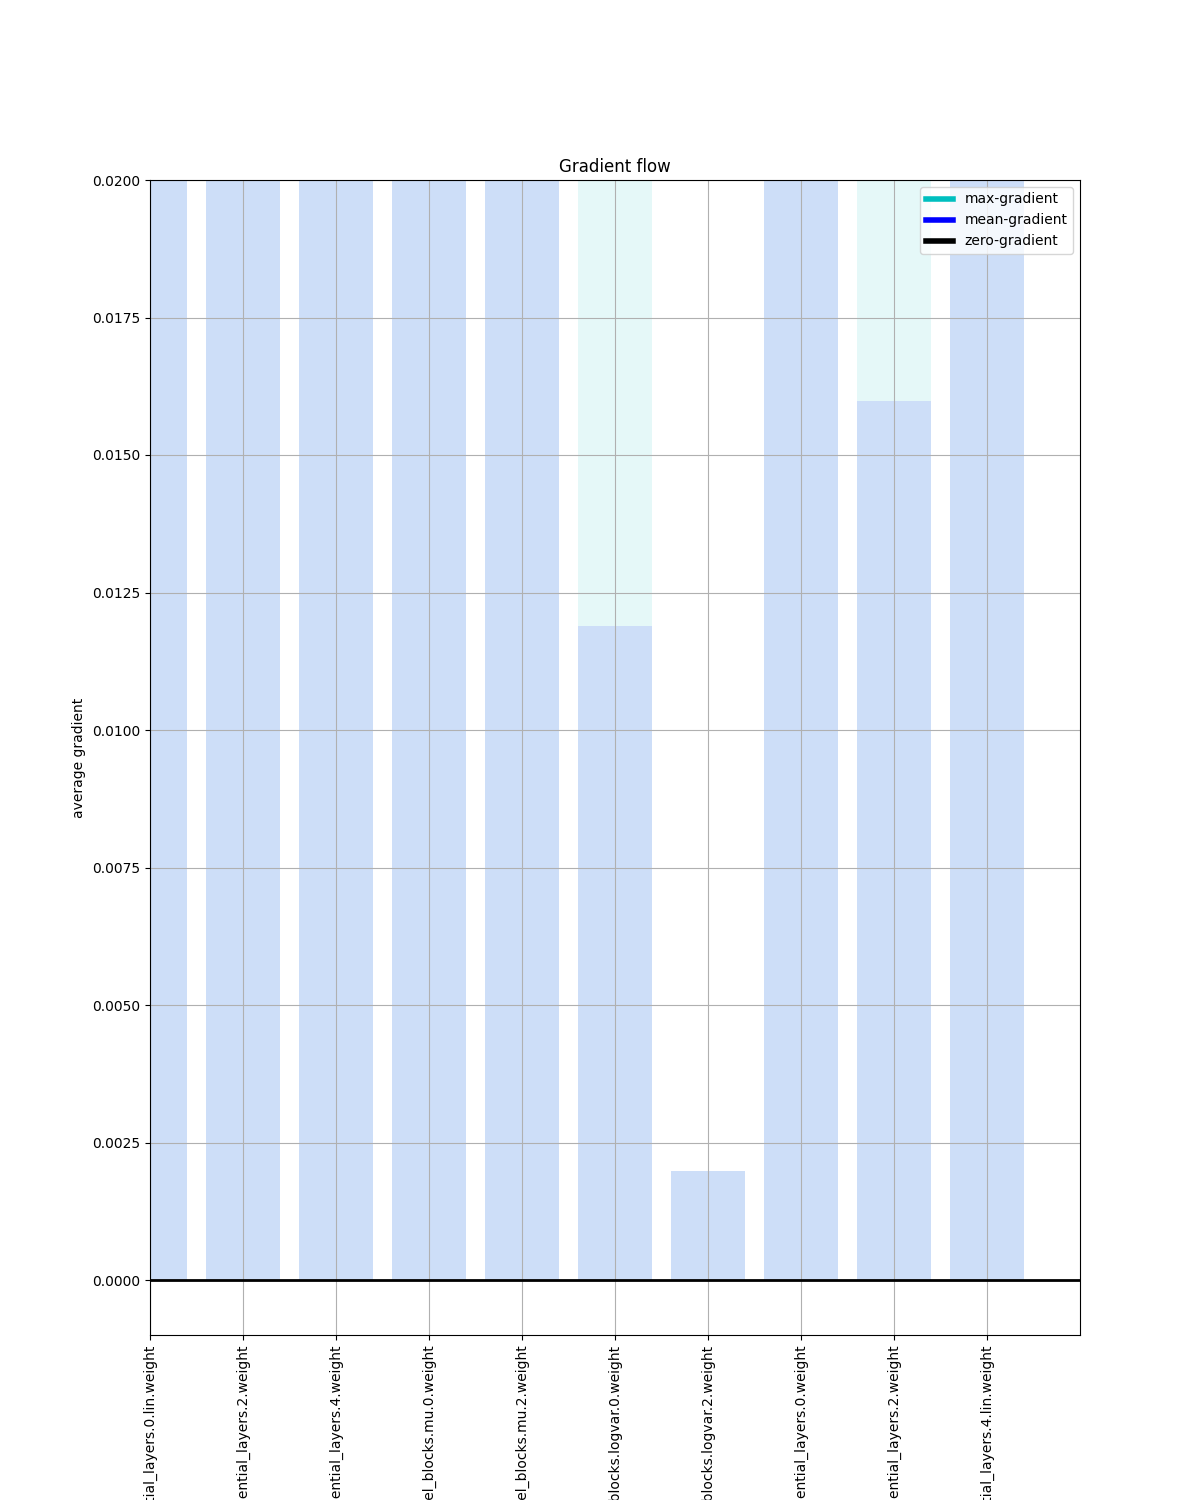 Gradient flow
max-gradient
mean-gradient
zero-gradient
0.0200
0.0175
0.0150
0.0125
0.0100
0.0075
0.0050
0.0025
0.0000
average gradient
tial_layers.0.lin.weight
ential_layers.2.weight
ential_layers.4.weight
el_blocks.mu.0.weight
el_blocks.mu.2.weight
blocks.logvar.0.weight
blocks.logvar.2.weight
ential_layers.0.weight
ential_layers.2.weight
tial_layers.4.lin.weight